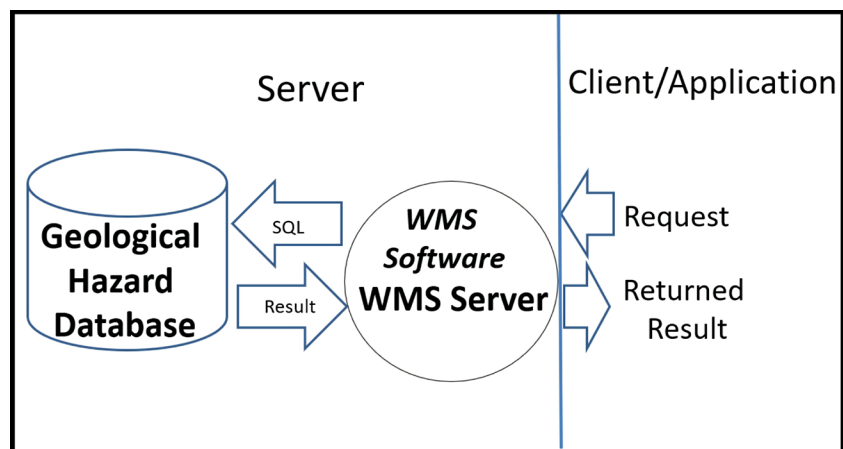 Server
Client/Application
Geological
Hazard
Database
SQL
Result
WMS
Software
WMS Server
Request
Returned
Result